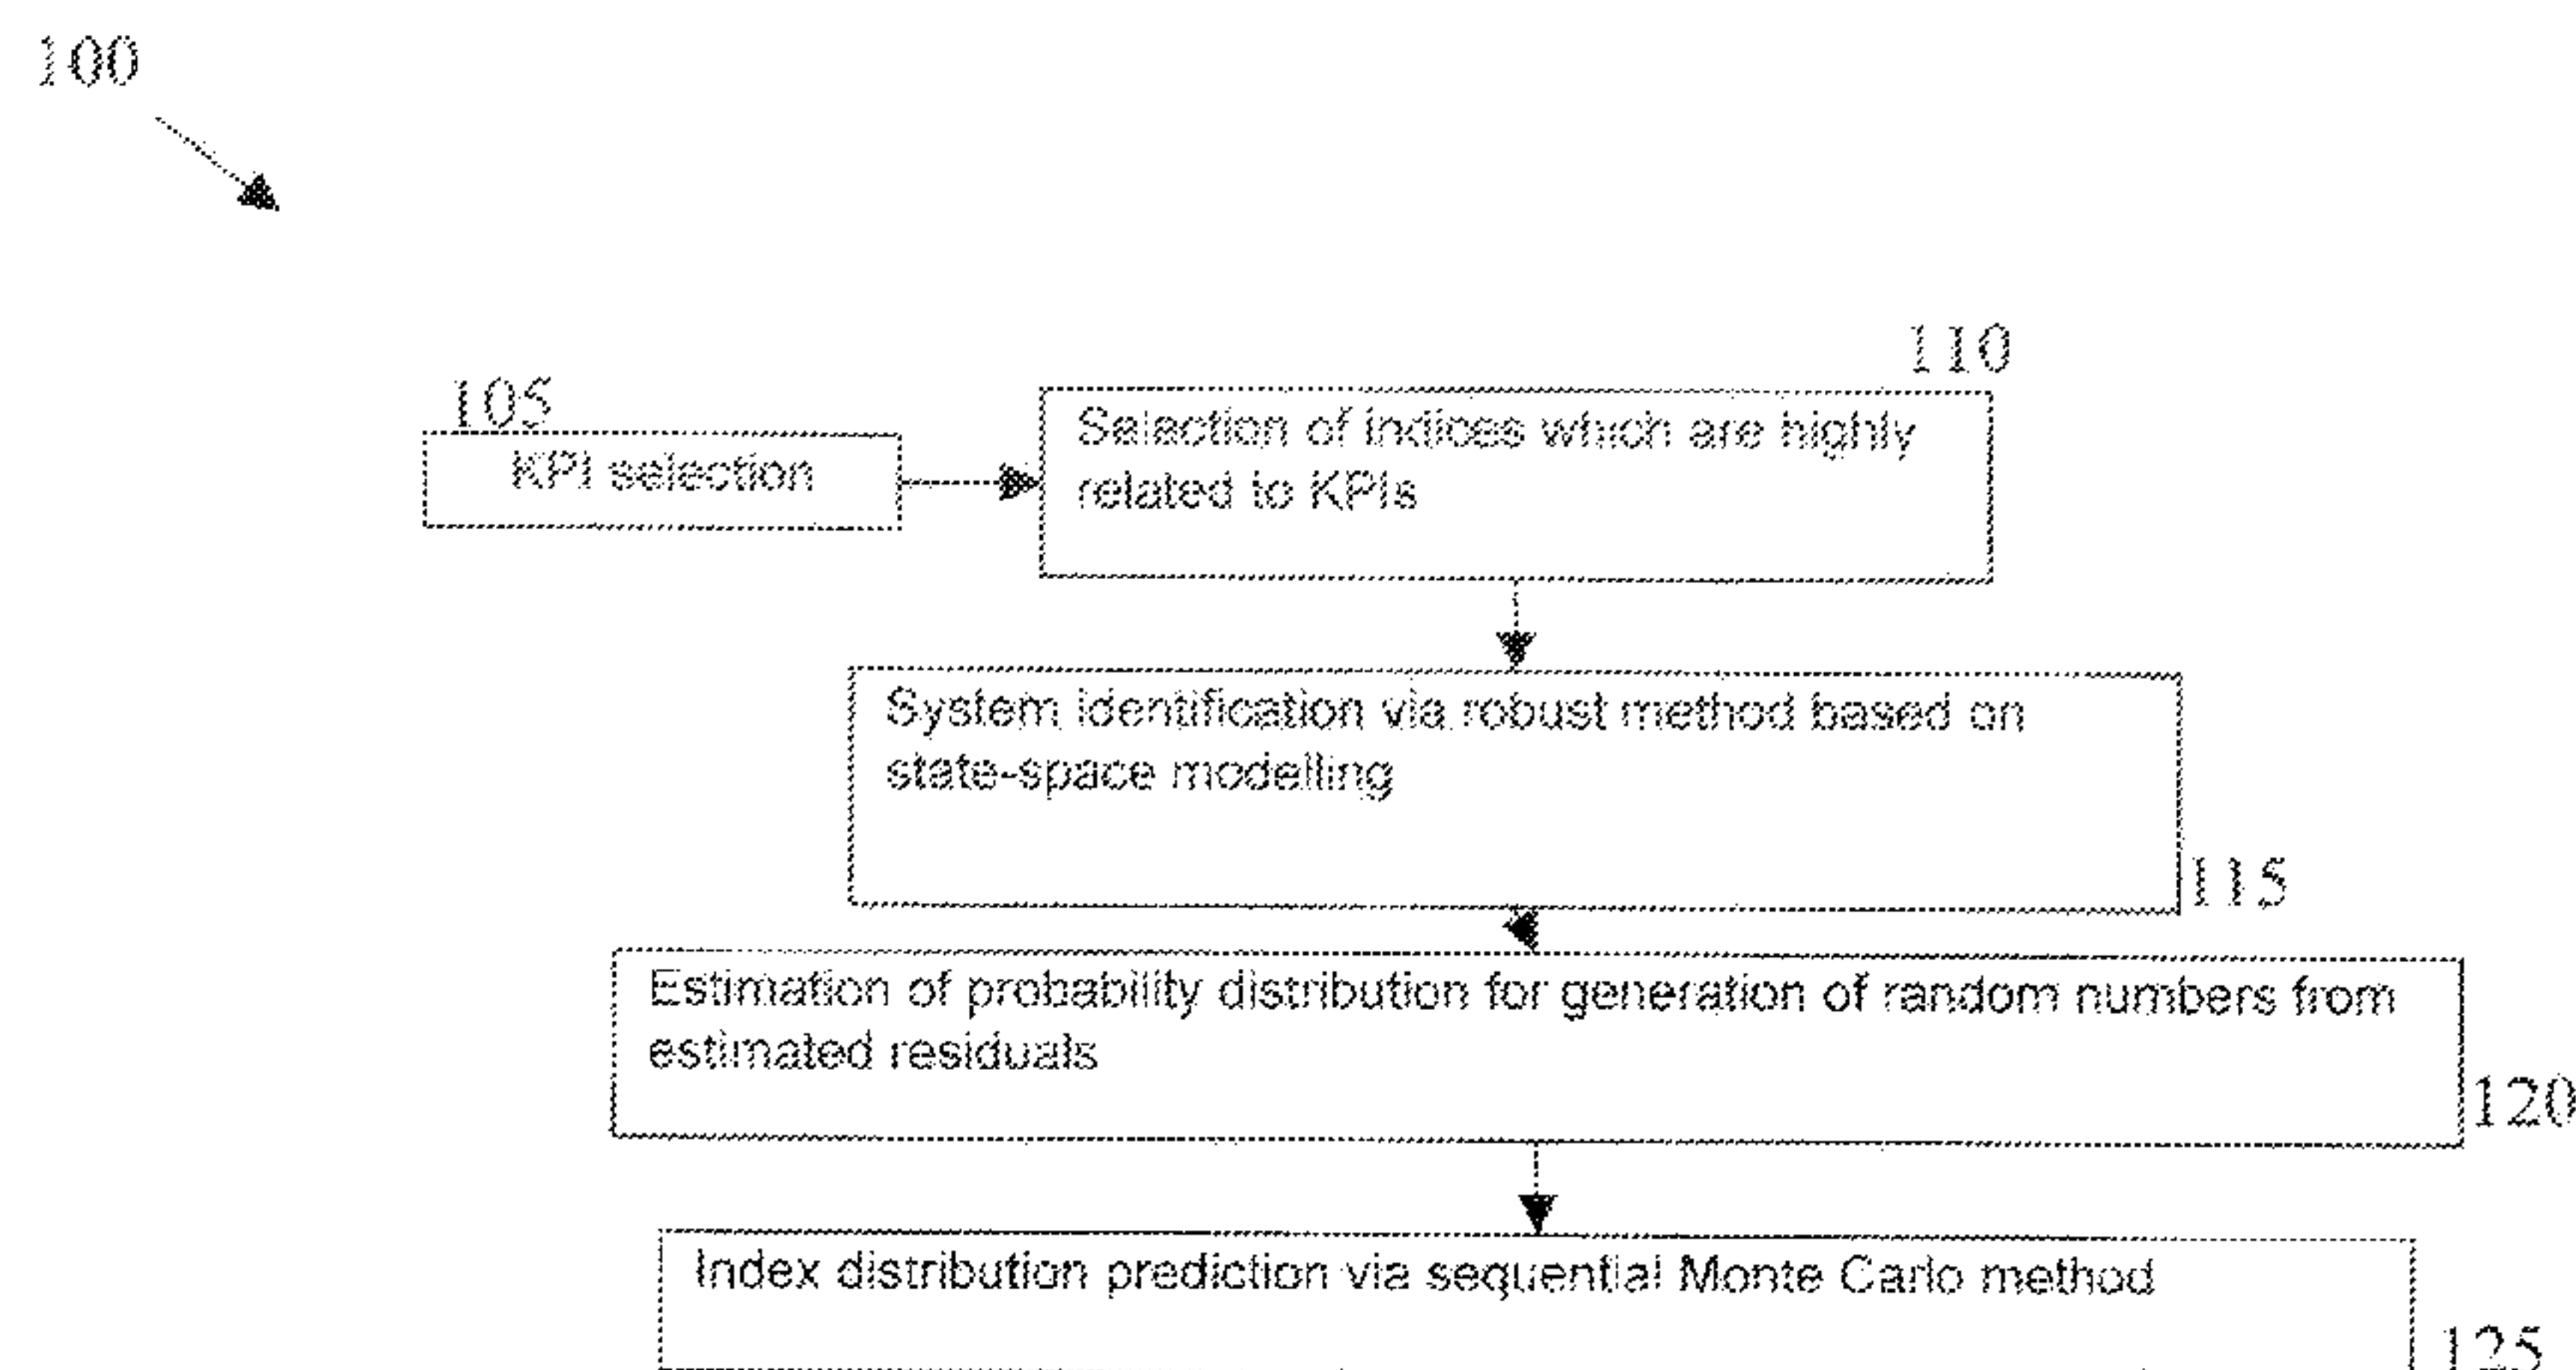 100
110
105
KPI selection
Selection of indices which are highly
related to KPIs
System identification via robust method based on
state-space modelling
115
Estimation of probability distribution for generation of random numbers from
estimated residuals
120
Index distribution prediction via sequential Monte Carlo method
125